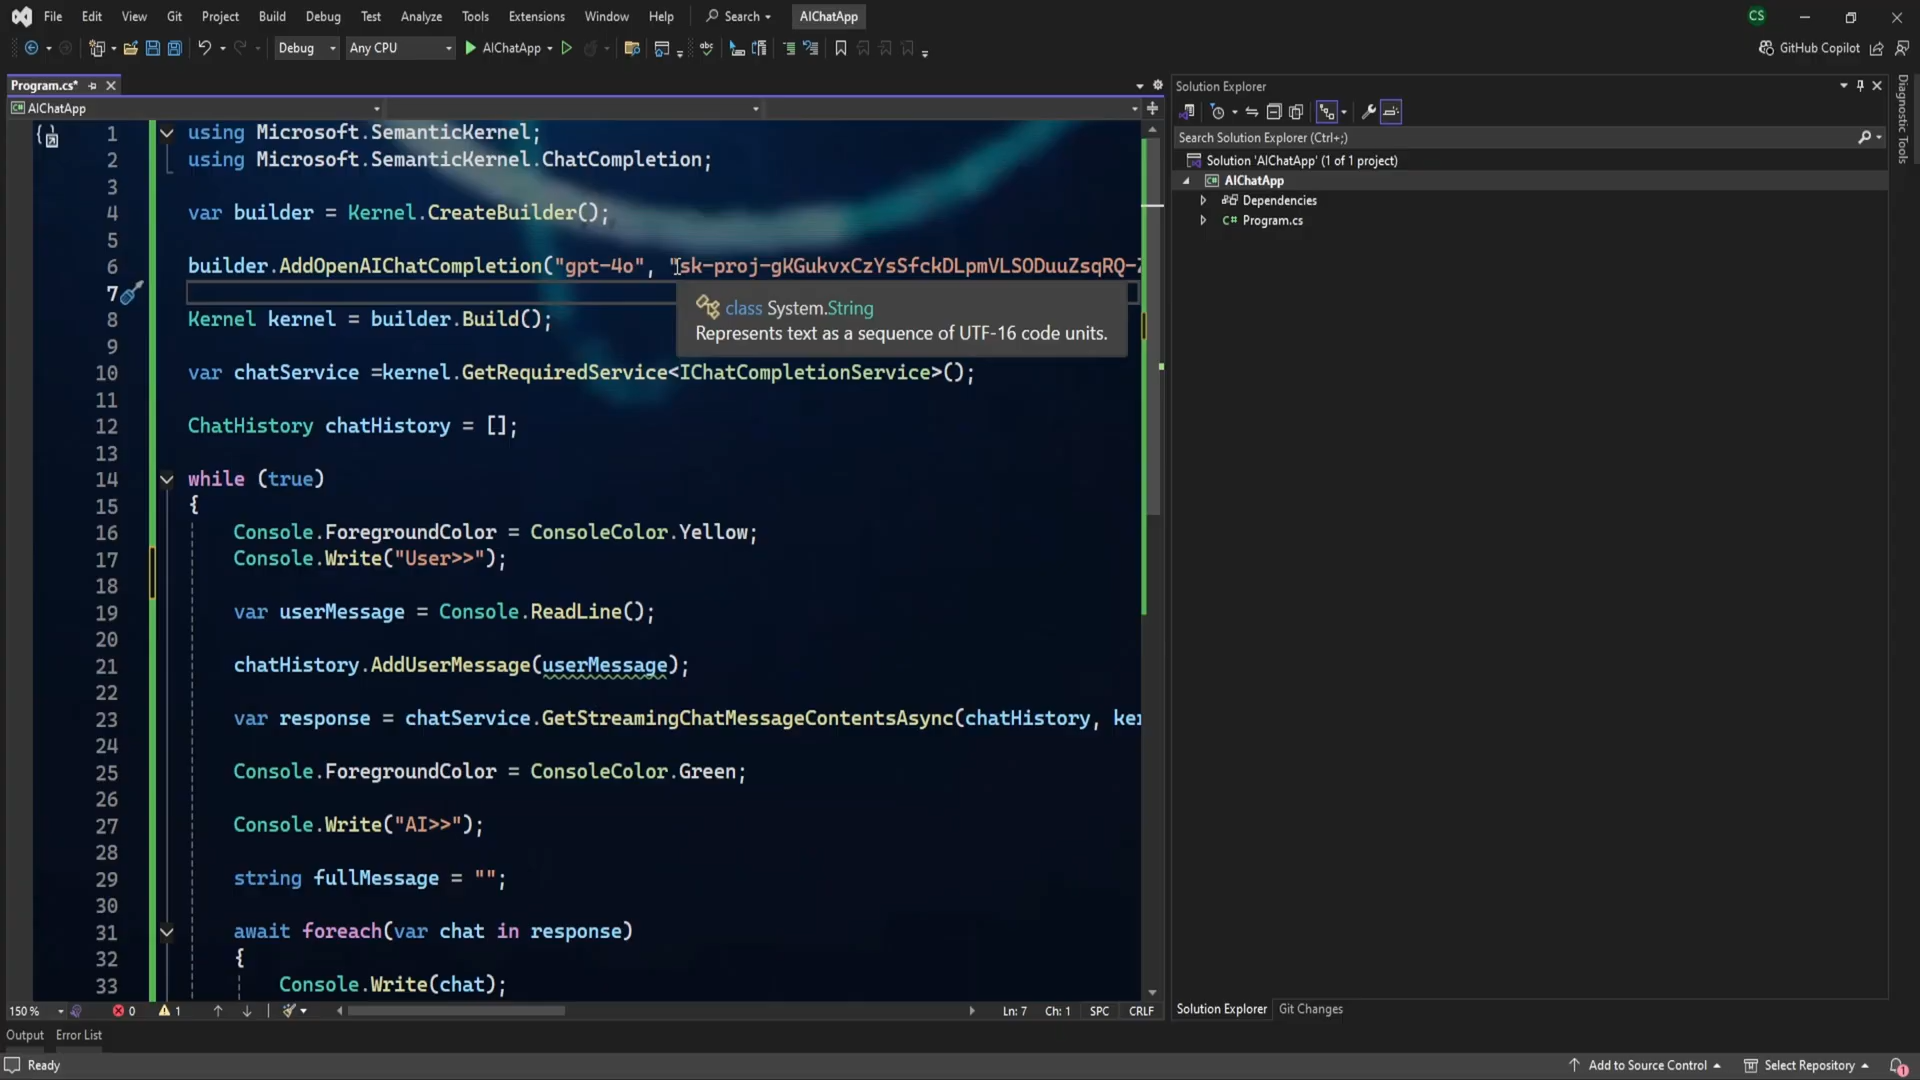 File Edit View Git Project Build Debug Test Analyze Tools Extensions Window Help Search AIChatApp CS
Debug Any CPU AIChatApp GitHub Copilot
Program.cs*
AIChatApp
1 using Microsoft.SemanticKernel;
2 using Microsoft.SemanticKernel.ChatCompletion;
3
4 var builder = Kernel.CreateBuilder();
5
6 builder.AddOpenAIChatCompletion("gpt-4o", "sk-proj-gKGukvxCzYsSfckDLpmVLSODuuZsqRQ-
7
class System.String
Represents text as a sequence of UTF-16 code units.
8 Kernel kernel = builder.Build();
9
10 var chatService =kernel.GetRequiredService<IChatCompletionService>();
11
12 ChatHistory chatHistory = [];
13
14 while (true)
15 {
16 Console.ForegroundColor = ConsoleColor.Yellow;
17 Console.Write("User>>");
18
19 var userMessage = Console.ReadLine();
20
21 chatHistory.AddUserMessage(userMessage);
22
23 var response = chatService.GetStreamingChatMessageContentsAsync(chatHistory, ker
24
25 Console.ForegroundColor = ConsoleColor.Green;
26
27 Console.Write("AI>>");
28
29 string fullMessage = "";
30
31 await foreach(var chat in response)
32 {
33 Console.Write(chat);
150 % 0 1 Ln: 7 Ch: 1 SPC CRLF
Output Error List
Ready
Solution Explorer
Search Solution Explorer (Ctrl+;)
Solution 'AIChatApp' (1 of 1 project)
AIChatApp
Dependencies
C# Program.cs
Solution Explorer Git Changes
Diagnostic Tools
Add to Source Control Select Repository 1